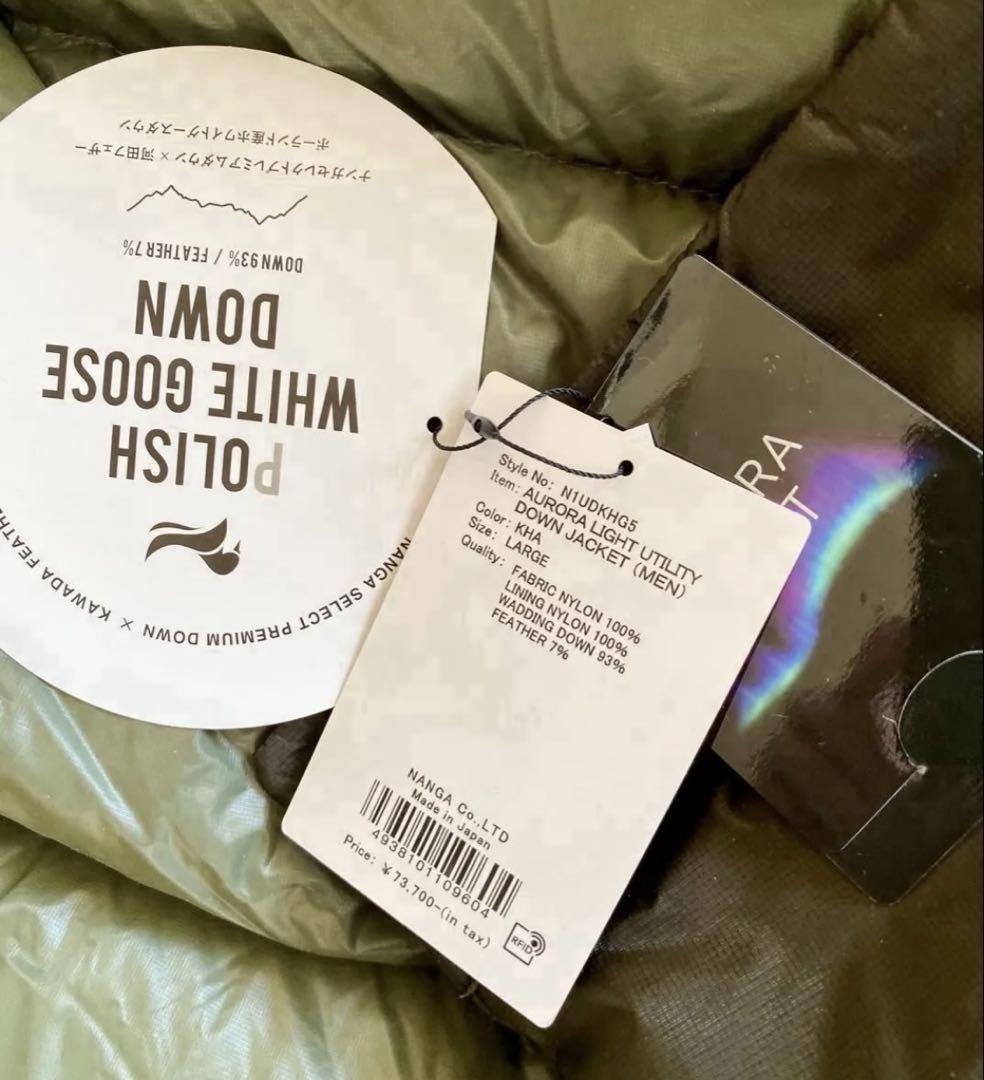 ナンガセレクトプレミアムダウン × 河田フェザー
ポーランド産ホワイトグースダウン
DOWN 93% / FEATHER 7%
POLISH
WHITE GOOSE
DOWN
NANGA SELECT PREMIUM DOWN × KAWADA FEATHE
Style No: N1UDKHG5
Item: AURORA LIGHT UTILITY
DOWN JACKET (MEN)
Color: KHA
Size: LARGE
Quality: FABRIC NYLON 100%
LINING NYLON 100%
WADDING DOWN 93%
FEATHER 7%
NANGA Co.,LTD
Made in Japan
4938101109604
Price: ¥73,700-(in tax)
RFID
RA
T